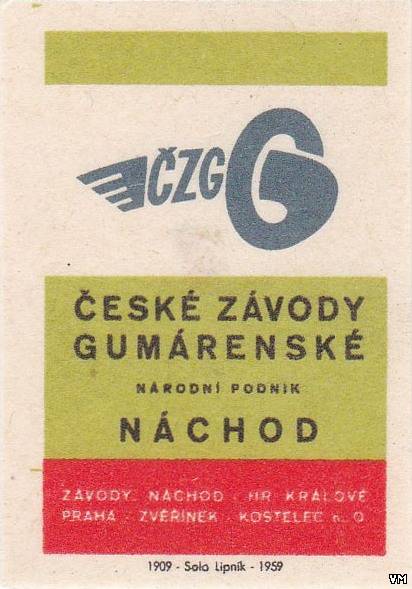 ČZG G
ČESKÉ ZÁVODY
GUMÁRENSKÉ
NÁRODNÍ PODNIK
NÁCHOD
ZÁVODY: NÁCHOD - HR. KRÁLOVÉ
PRAHA - ZVĚŘÍNEK - KOSTELEC n. O.
1909 - Solo Lipník - 1959
VM